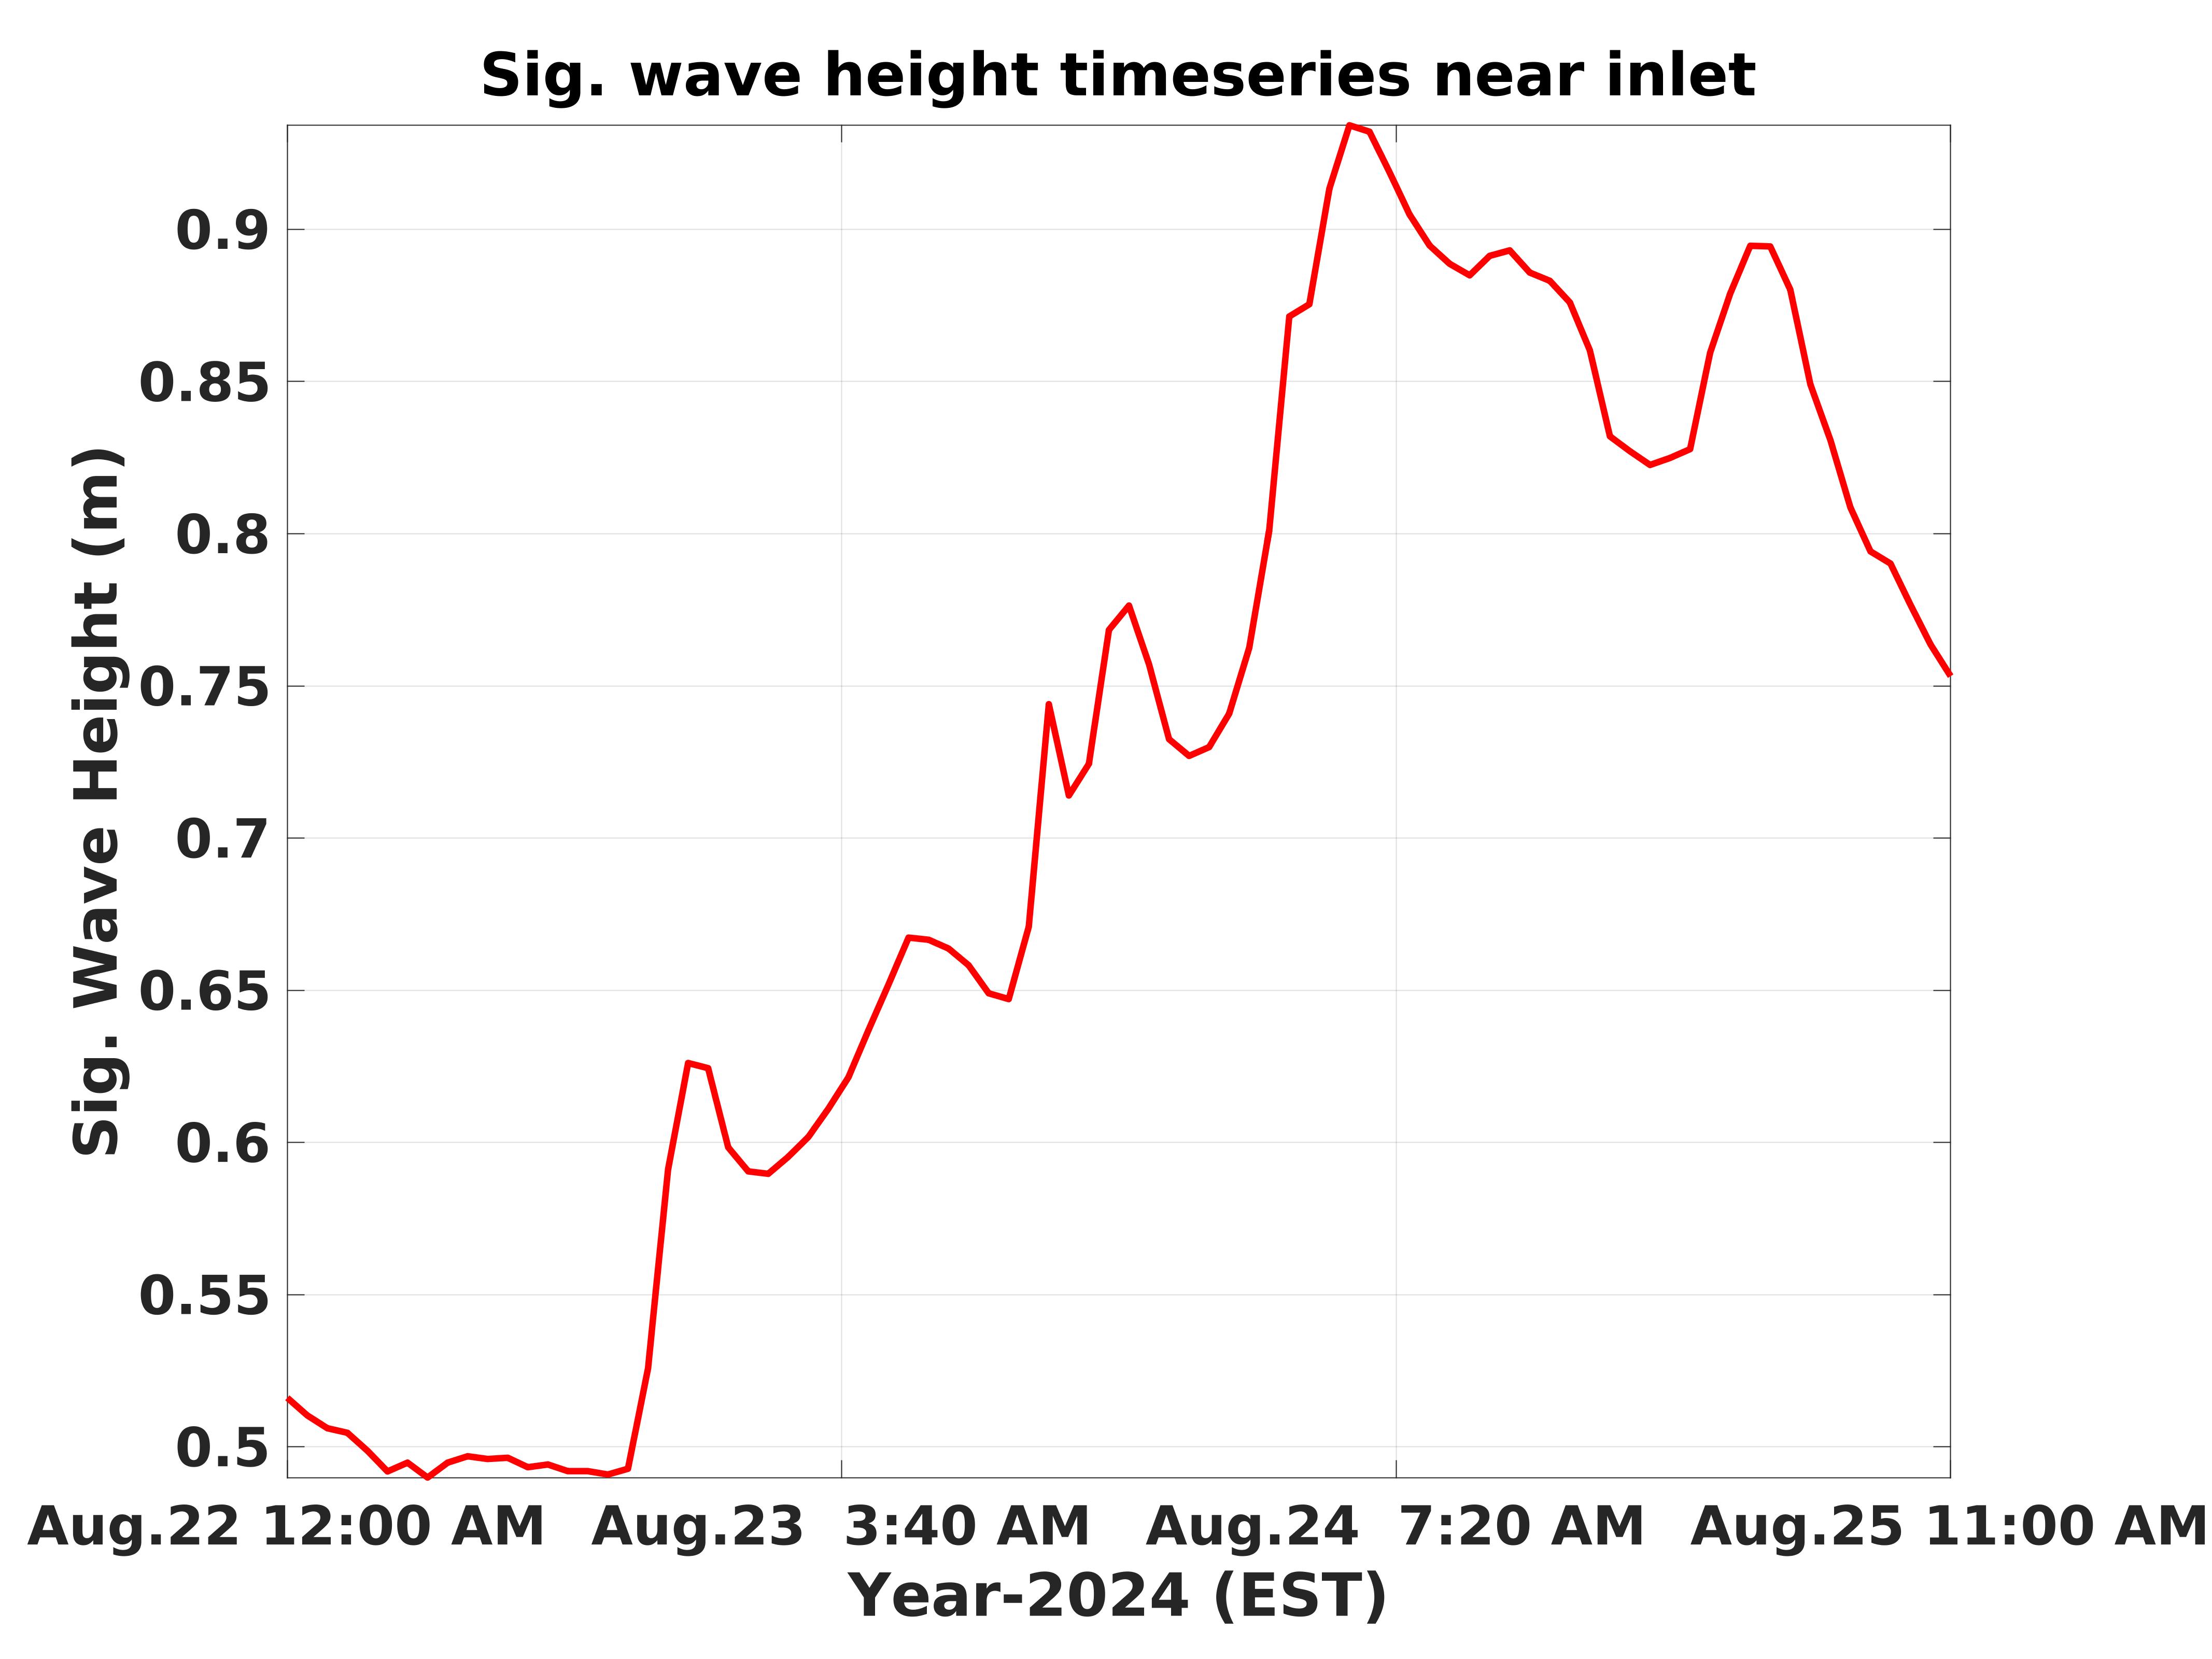 Sig. wave height timeseries near inlet
Sig. Wave Height (m)
0.9
0.85
0.8
0.75
0.7
0.65
0.6
0.55
0.5
Aug.22 12:00 AM Aug.23 3:40 AM Aug.24 7:20 AM Aug.25 11:00 AM
Year-2024 (EST)